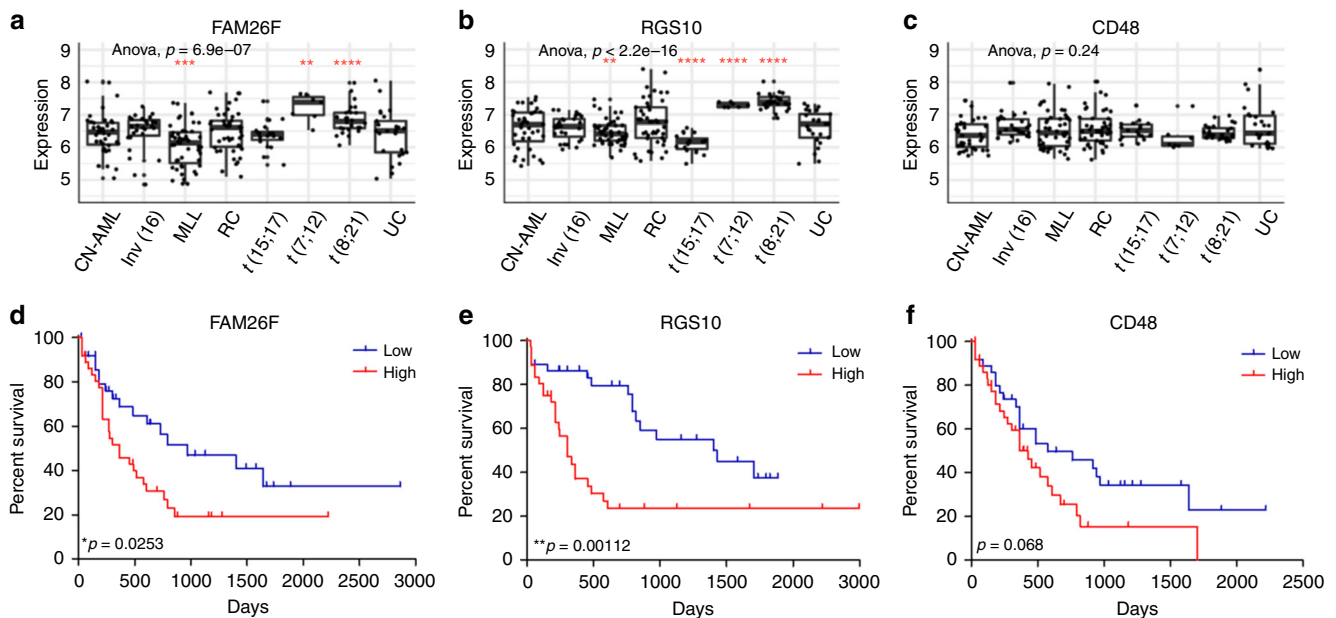 a
FAM26F
Anova, p = 6.9e−07
***
**
****
Expression
9
8
7
6
5
CN-AML
Inv (16)
MLL
RC
t (15;17)
t (7;12)
t (8;21)
UC
b
RGS10
Anova, p < 2.2e−16
**
****
****
****
Expression
9
8
7
6
5
CN-AML
Inv (16)
MLL
RC
t (15;17)
t (7;12)
t (8;21)
UC
c
CD48
Anova, p = 0.24
Expression
9
8
7
6
5
CN-AML
Inv (16)
MLL
RC
t (15;17)
t (7;12)
t (8;21)
UC
d
FAM26F
Low
High
Percent survival
100
80
60
40
20
0
*p = 0.0253
0
500
1000
1500
2000
2500
3000
Days
e
RGS10
Low
High
Percent survival
100
80
60
40
20
0
**p = 0.00112
0
500
1000
1500
2000
2500
3000
Days
f
CD48
Low
High
Percent survival
100
80
60
40
20
0
p = 0.068
0
500
1000
1500
2000
2500
Days